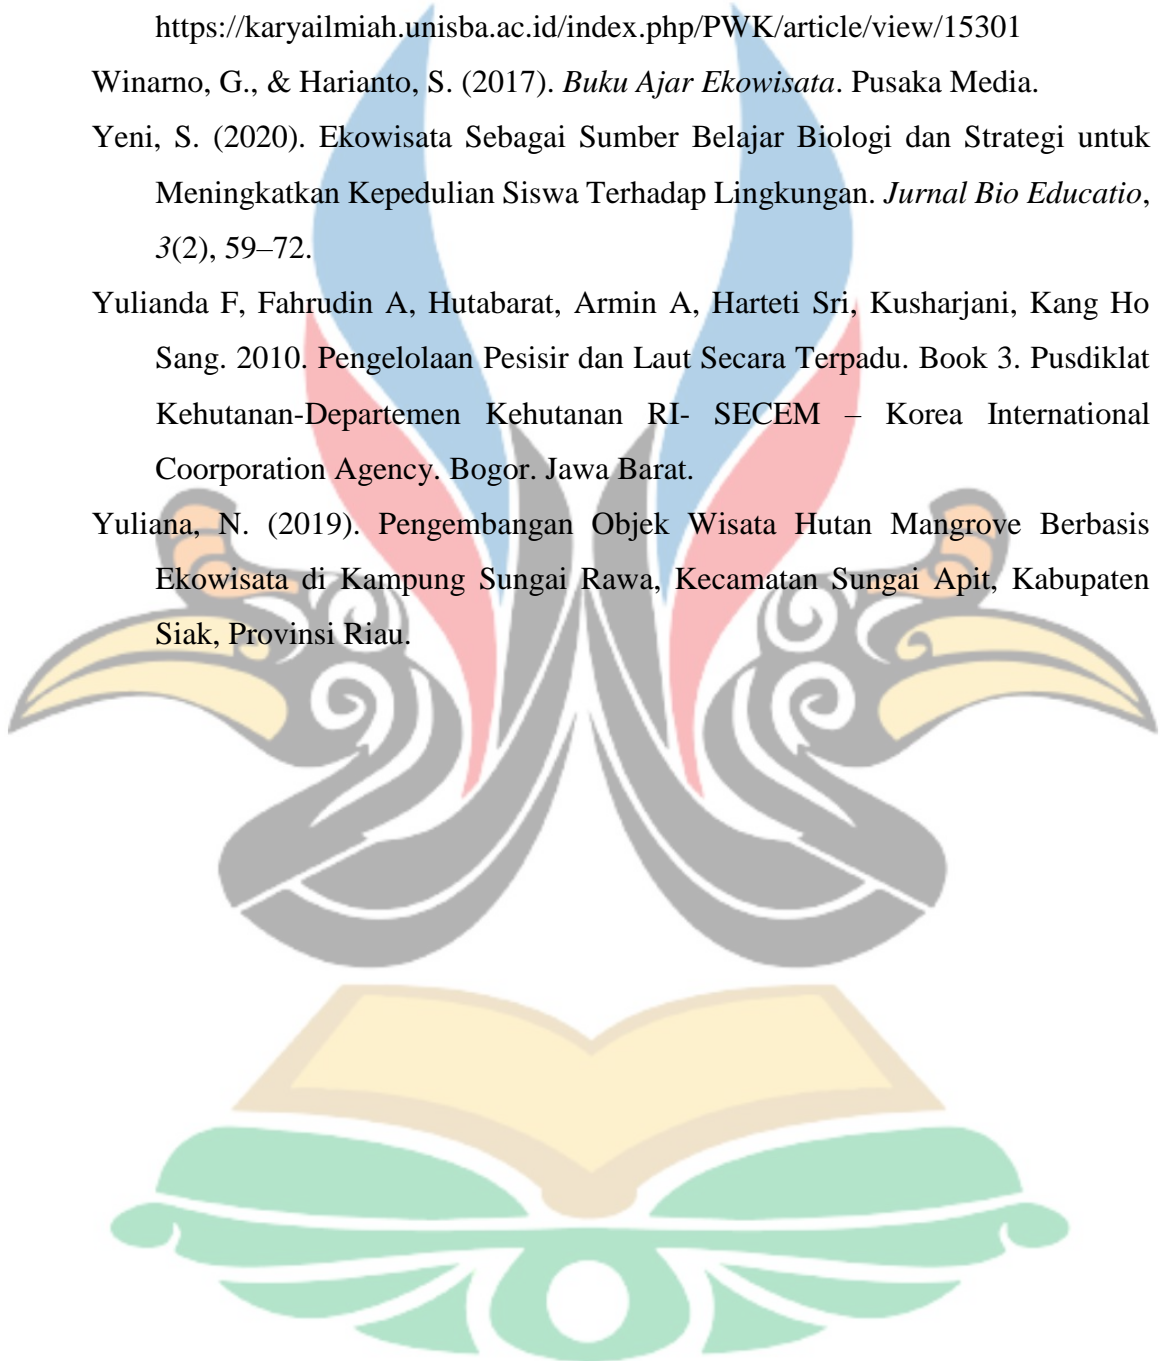 https://karyailmiah.unisba.ac.id/index.php/PWK/article/view/15301
Winarno, G., & Harianto, S. (2017). Buku Ajar Ekowisata. Pusaka Media.
Yeni, S. (2020). Ekowisata Sebagai Sumber Belajar Biologi dan Strategi untuk
Meningkatkan Kepedulian Siswa Terhadap Lingkungan. Jurnal Bio Educatio,
3(2), 59–72.
Yulianda F, Fahrudin A, Hutabarat, Armin A, Harteti Sri, Kusharjani, Kang Ho
Sang. 2010. Pengelolaan Pesisir dan Laut Secara Terpadu. Book 3. Pusdiklat
Kehutanan-Departemen Kehutanan RI- SECEM – Korea International
Coorporation Agency. Bogor. Jawa Barat.
Yuliana, N. (2019). Pengembangan Objek Wisata Hutan Mangrove Berbasis
Ekowisata di Kampung Sungai Rawa, Kecamatan Sungai Apit, Kabupaten
Siak, Provinsi Riau.